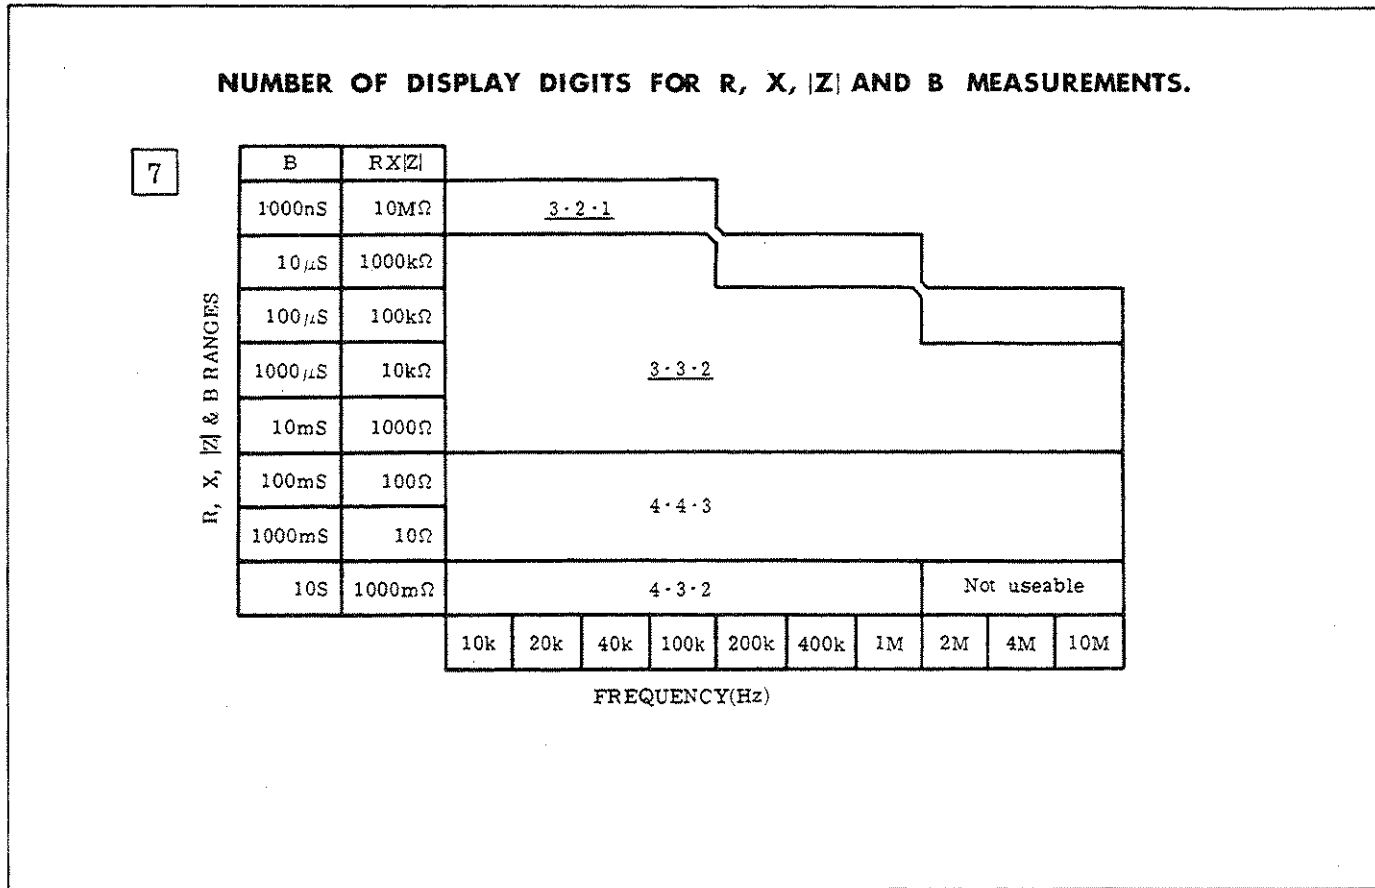 NUMBER OF DISPLAY DIGITS FOR R, X, |Z| AND B MEASUREMENTS.
7
B RX|Z|
1000nS 10MΩ 3·2·1
10μS 1000kΩ
100μS 100kΩ
1000μS 10kΩ 3·3·2
10mS 1000Ω
100mS 100Ω
4·4·3
1000mS 10Ω
10S 1000mΩ 4·3·2 Not useable
10k 20k 40k 100k 200k 400k 1M 2M 4M 10M
FREQUENCY(Hz)
R, X, |Z| & B RANGES